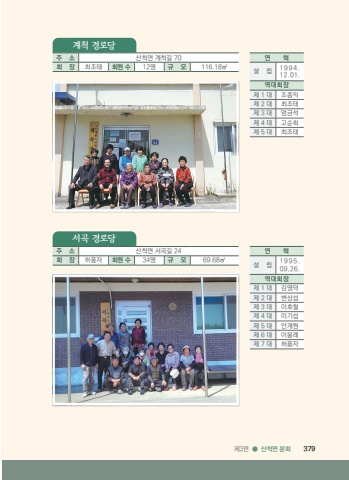 계척 경로당
주 소 산척면 계척길 70
회 장 최조태 회원 수 12명 규 모 116.18㎡
연 혁
설 립 1994. 12.01.
역대회장
제 1 대 조종익
제 2 대 최조태
제 3 대 엄금석
제 4 대 고순희
제 5 대 최조태
서곡 경로당
주 소 산척면 서곡길 24
회 장 허윤자 회원 수 34명 규 모 69.68㎡
연 혁
설 립 1995. 09.26.
역대회장
제 1 대 김영덕
제 2 대 변상섭
제 3 대 이호철
제 4 대 이기섭
제 5 대 안계원
제 6 대 이용래
제 7 대 허윤자
제3편 ● 산척면 문화 379